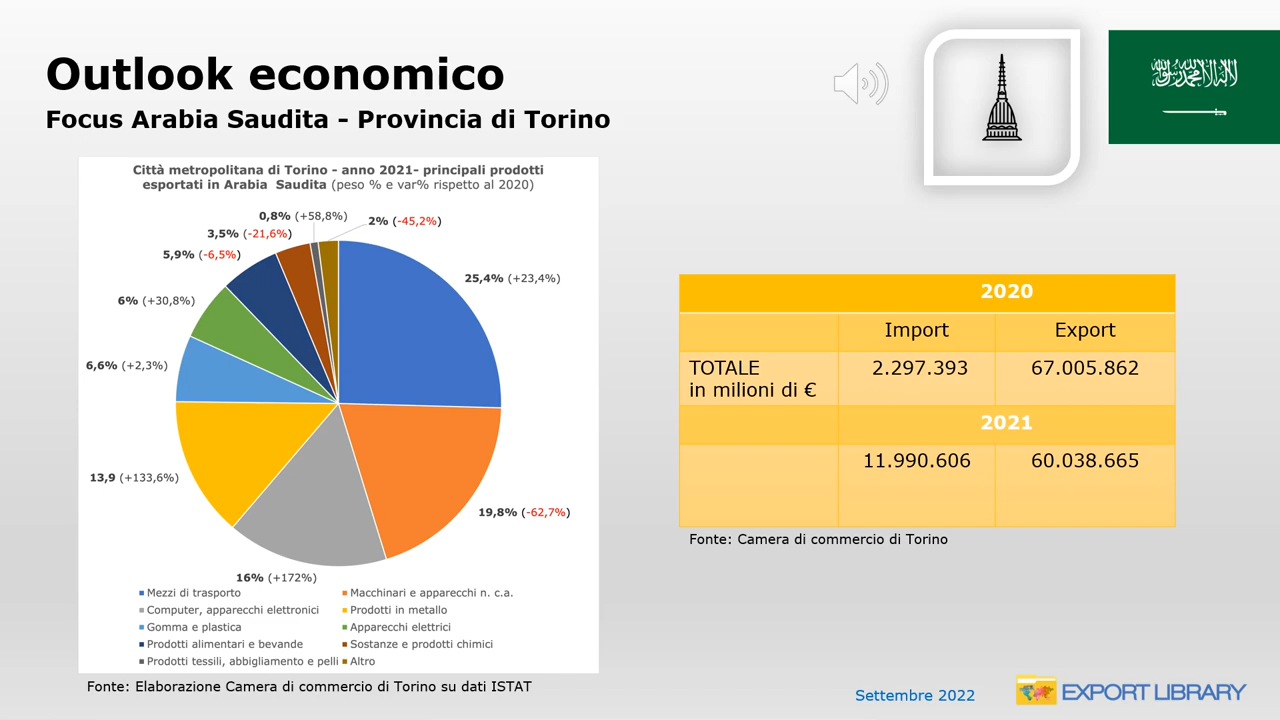 Outlook economico
Focus Arabia Saudita - Provincia di Torino
Città metropolitana di Torino - anno 2021- principali prodotti
esportati in Arabia Saudita (peso % e var% rispetto al 2020)
0,8% (+58,8%)
2% (-45,2%)
3,5% (-21,6%)
5,9% (-6,5%)
25,4% (+23,4%)
6% (+30,8%)
6,6% (+2,3%)
13,9 (+133,6%)
19,8% (-62,7%)
16% (+172%)
Mezzi di trasporto
Macchinari e apparecchi n. c.a.
Computer, apparecchi elettronici
Prodotti in metallo
Gomma e plastica
Apparecchi elettrici
Prodotti alimentari e bevande
Sostanze e prodotti chimici
Prodotti tessili, abbigliamento e pelli
Altro
Fonte: Elaborazione Camera di commercio di Torino su dati ISTAT
2020
Import Export
TOTALE 2.297.393 67.005.862
in milioni di €
2021
11.990.606 60.038.665
Fonte: Camera di commercio di Torino
Settembre 2022
EXPORT LIBRARY